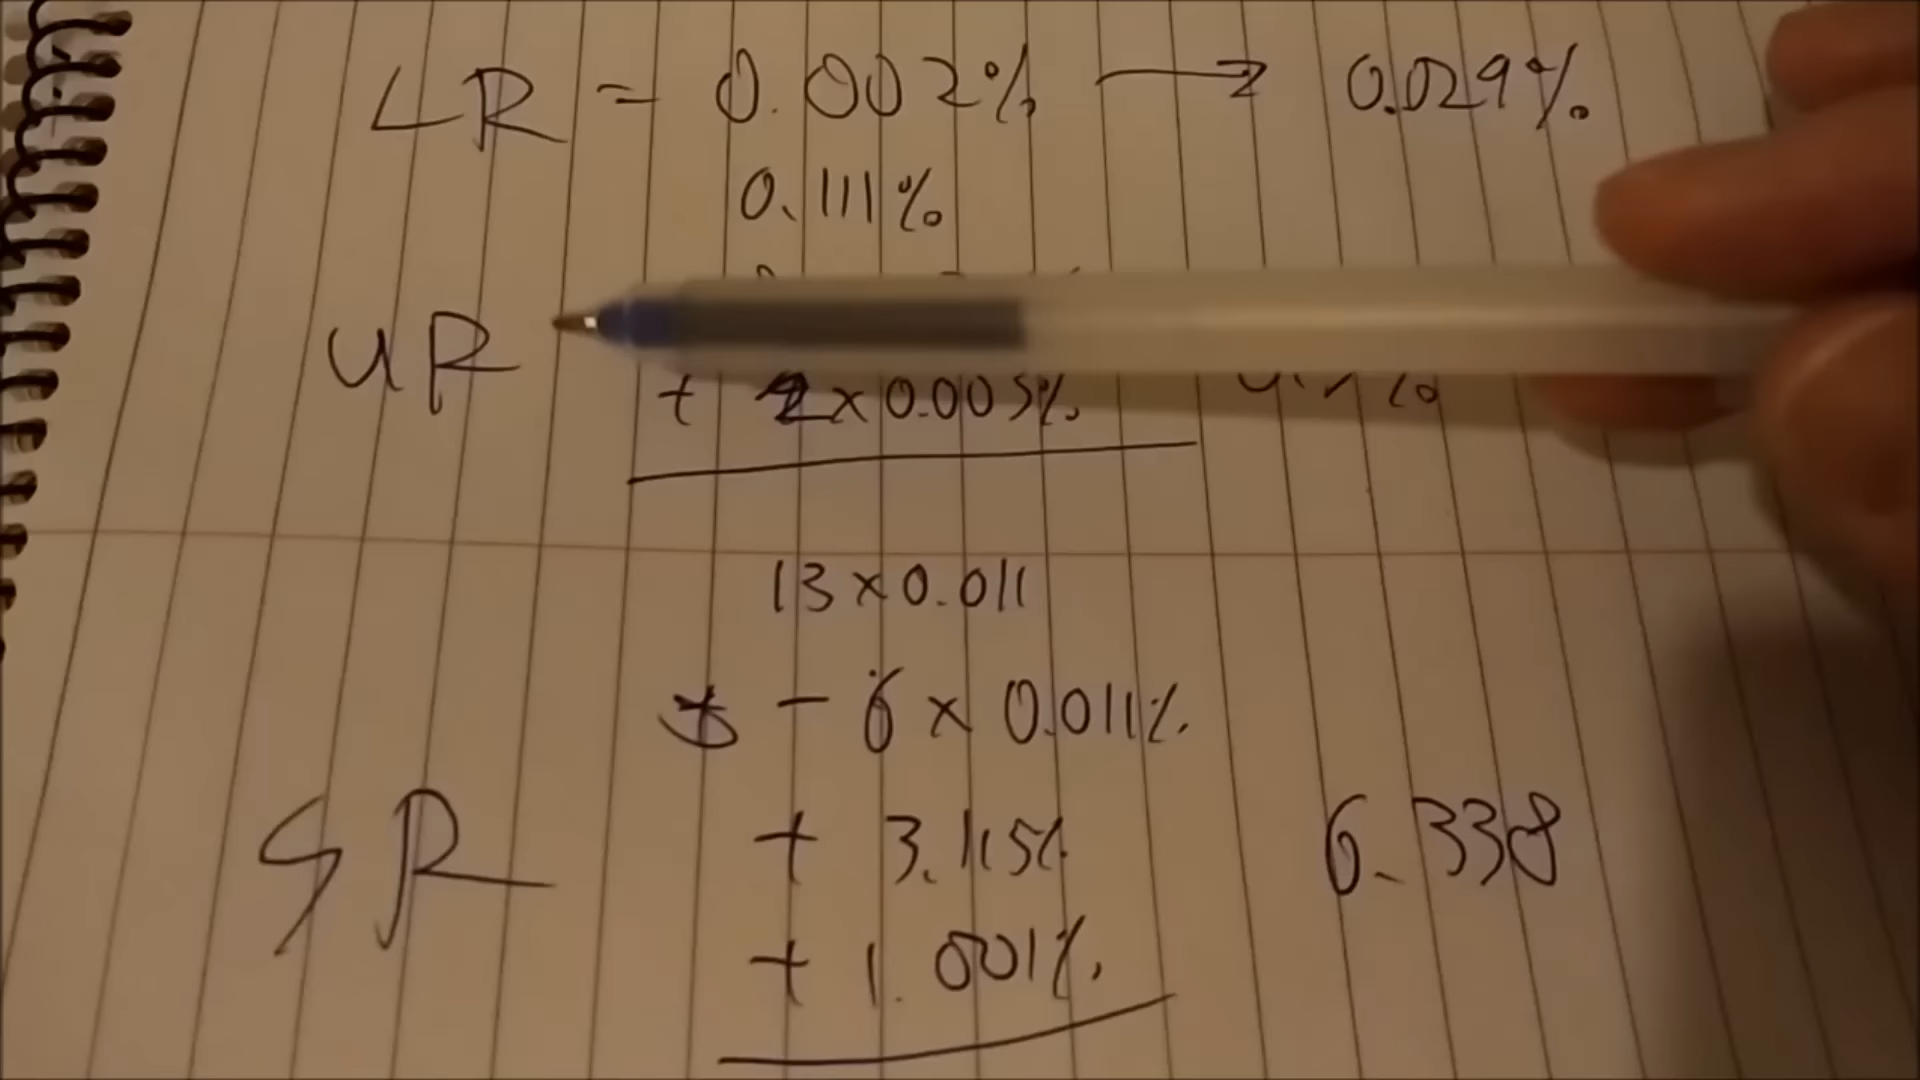 LR = 0.002% → 0.029%
0.111%
UR
+ 2 x 0.005%
13 x 0.011
- 6 x 0.011%
SR + 3.115% 6.338
+ 1.001%